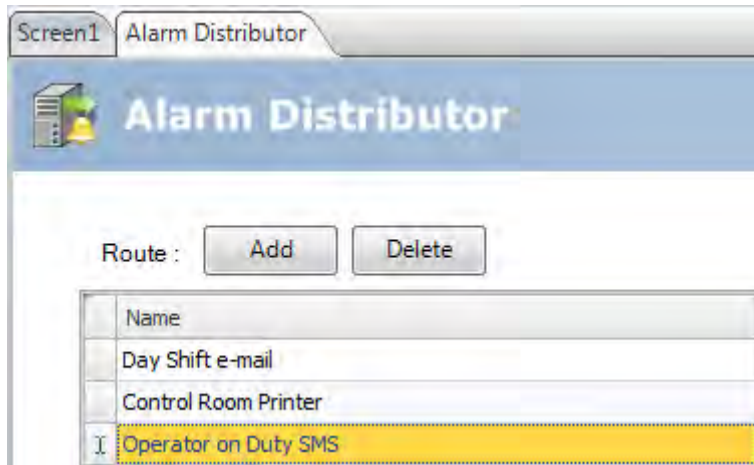 Screen1 Alarm Distributor
Alarm Distributor
Route : Add Delete
Name
Day Shift e-mail
Control Room Printer
Operator on Duty SMS